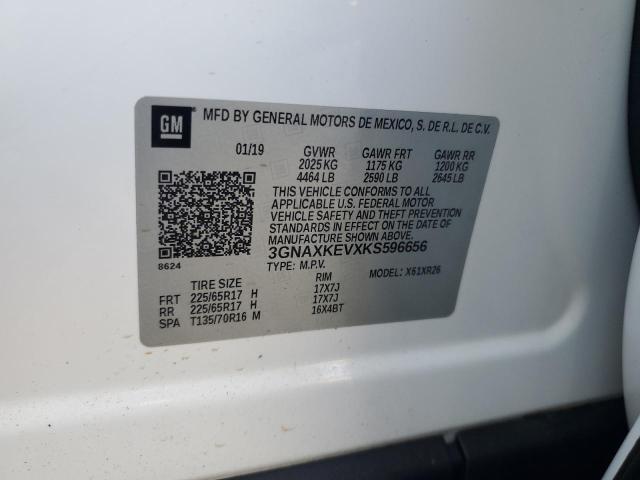 GM
MFD BY GENERAL MOTORS DE MEXICO, S. DE R.L. DE C.V.
01/19 GVWR GAWR FRT GAWR RR
2025 KG 1175 KG 1200 KG
4464 LB 2590 LB 2645 LB
THIS VEHICLE CONFORMS TO ALL
APPLICABLE U.S. FEDERAL MOTOR
VEHICLE SAFETY AND THEFT PREVENTION
STANDARDS IN EFFECT ON THE DATE OF
MANUFACTURE SHOWN ABOVE.
3GNAXKEVXKS596656
TYPE: M.P.V. MODEL: X61XR26
8624
TIRE SIZE RIM
FRT 225/65R17 H 17X7J
RR 225/65R17 H 17X7J
SPA T135/70R16 M 16X4BT